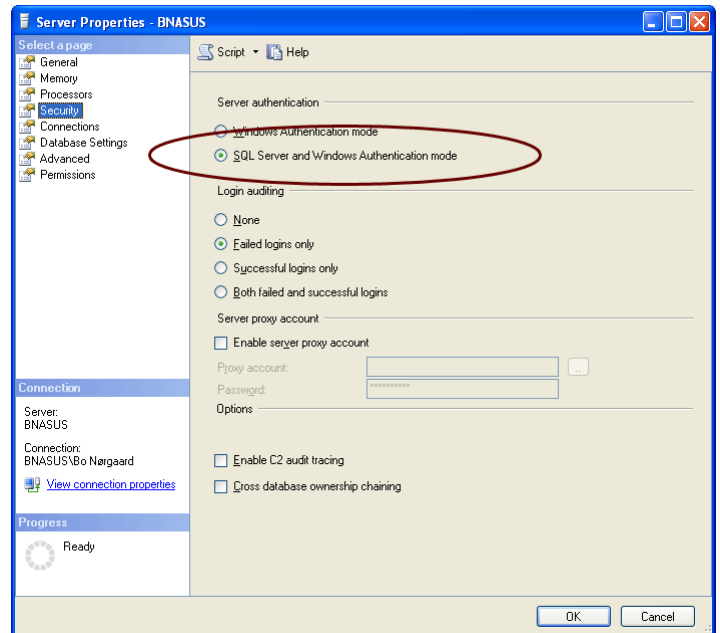 Server Properties - BNASUS
Select a page
General
Memory
Processors
Security
Connections
Database Settings
Advanced
Permissions
Connection
Server:
BNASUS
Connection:
BNASUS\Bo Nørgaard
View connection properties
Progress
Ready
Script Help
Server authentication
Windows Authentication mode
SQL Server and Windows Authentication mode
Login auditing
None
Failed logins only
Successful logins only
Both failed and successful logins
Server proxy account
Enable server proxy account
Proxy account:
..
Password: **********
Options
Enable C2 audit tracing
Cross database ownership chaining
OK Cancel